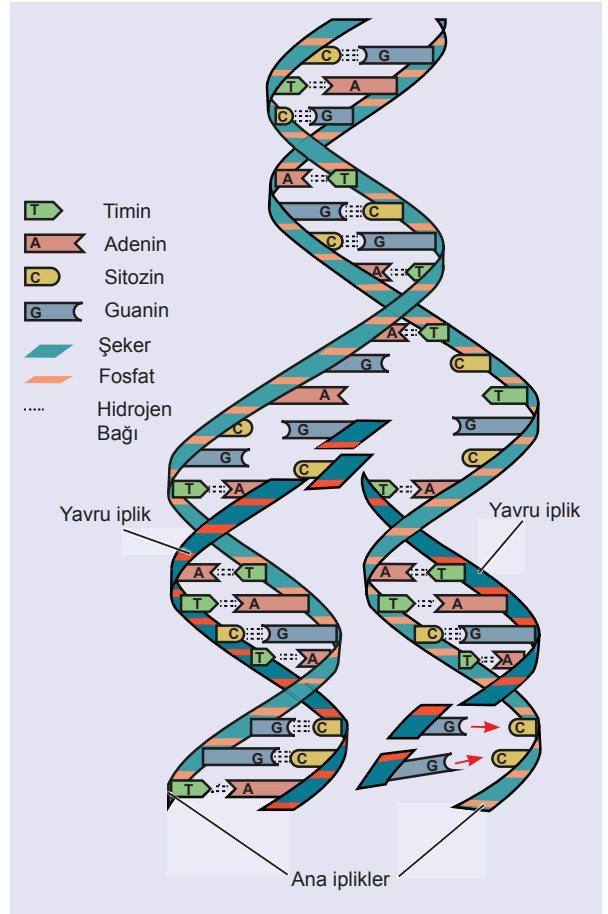 C G
T A
C G
A T
G C
C G
A T
A T
G C
A T
C G G
G C C
T A T A
T Timin
A Adenin
C Sitozin
G Guanin
Şeker
Fosfat
Hidrojen
Bağı
Yavru iplik
Yavru iplik
A T A T
T A T A
C G C G
T A T A
G C G C
G C G C
T A
Ana iplikler